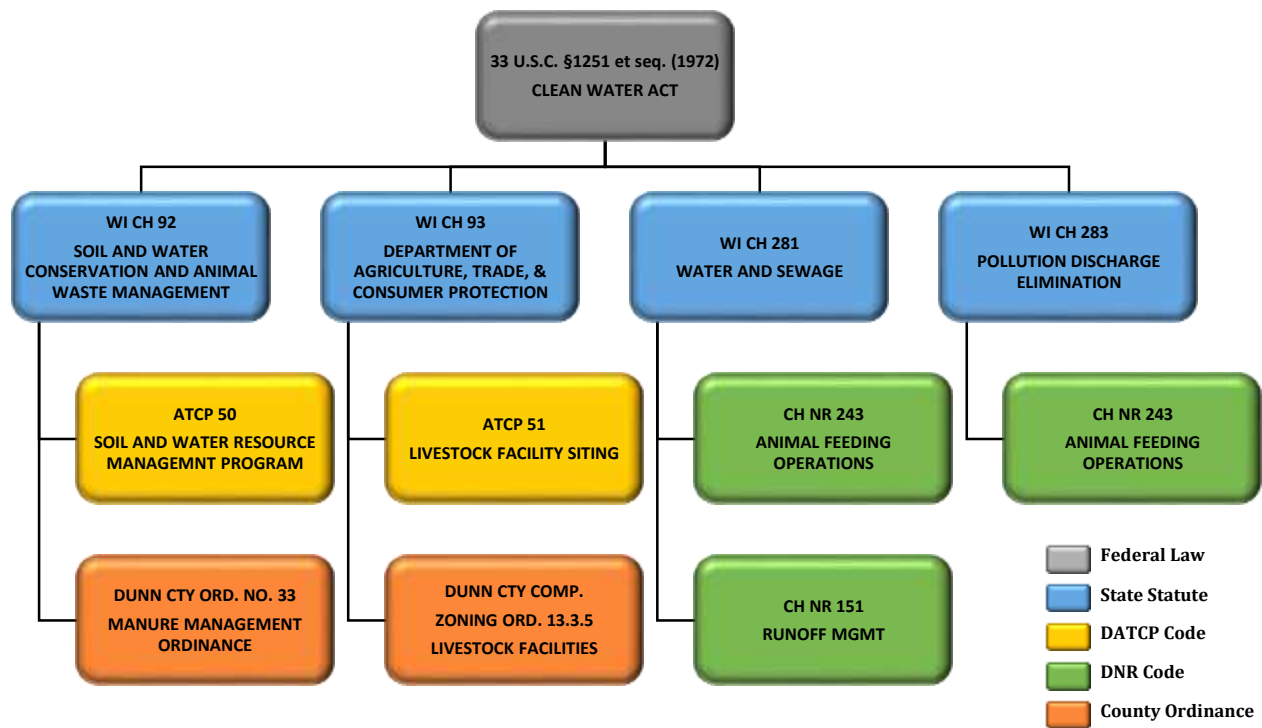 33 U.S.C. §1251 et seq. (1972)
CLEAN WATER ACT
WI CH 92
SOIL AND WATER
CONSERVATION AND ANIMAL
WASTE MANAGEMENT
WI CH 93
DEPARTMENT OF
AGRICULTURE, TRADE, &
CONSUMER PROTECTION
WI CH 281
WATER AND SEWAGE
WI CH 283
POLLUTION DISCHARGE
ELIMINATION
ATCP 50
SOIL AND WATER RESOURCE
MANAGEMNT PROGRAM
ATCP 51
LIVESTOCK FACILITY SITING
CH NR 243
ANIMAL FEEDING
OPERATIONS
CH NR 243
ANIMAL FEEDING
OPERATIONS
DUNN CTY ORD. NO. 33
MANURE MANAGEMENT
ORDINANCE
DUNN CTY COMP.
ZONING ORD. 13.3.5
LIVESTOCK FACILITIES
CH NR 151
RUNOFF MGMT
Federal Law
State Statute
DATCP Code
DNR Code
County Ordinance